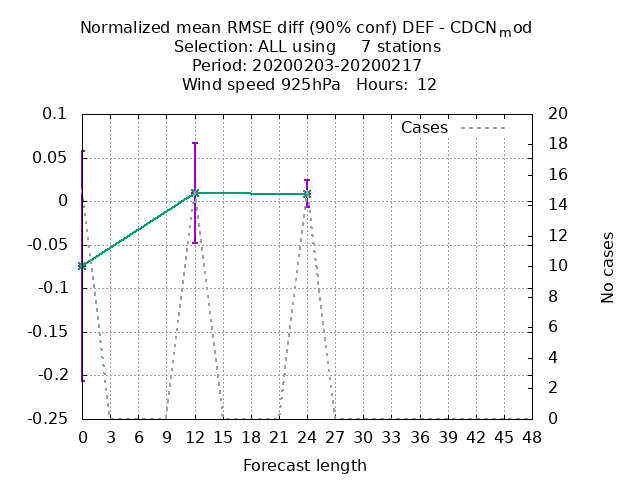 Normalized mean RMSE diff (90% conf) DEF - CDCNmod
Selection: ALL using 7 stations
Period: 20200203-20200217
Wind speed 925hPa Hours: 12
Cases
0.1
0.05
0
-0.05
-0.1
-0.15
-0.2
-0.25
20
18
16
14
12
10
8
6
4
2
0
No cases
0 3 6 9 12 15 18 21 24 27 30 33 36 39 42 45 48
Forecast length